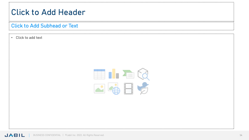 Click to Add Header
Click to Add Subhead or Text
• Click to add text
JABIL